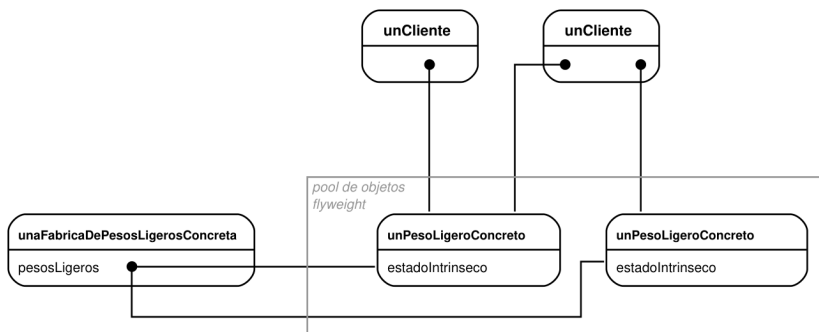 unCliente
unCliente
pool de objetos
flyweight
unaFabricaDePesosLigerosConcreta
pesosLigeros
unPesoLigeroConcreto
estadoIntrinseco
unPesoLigeroConcreto
estadoIntrinseco